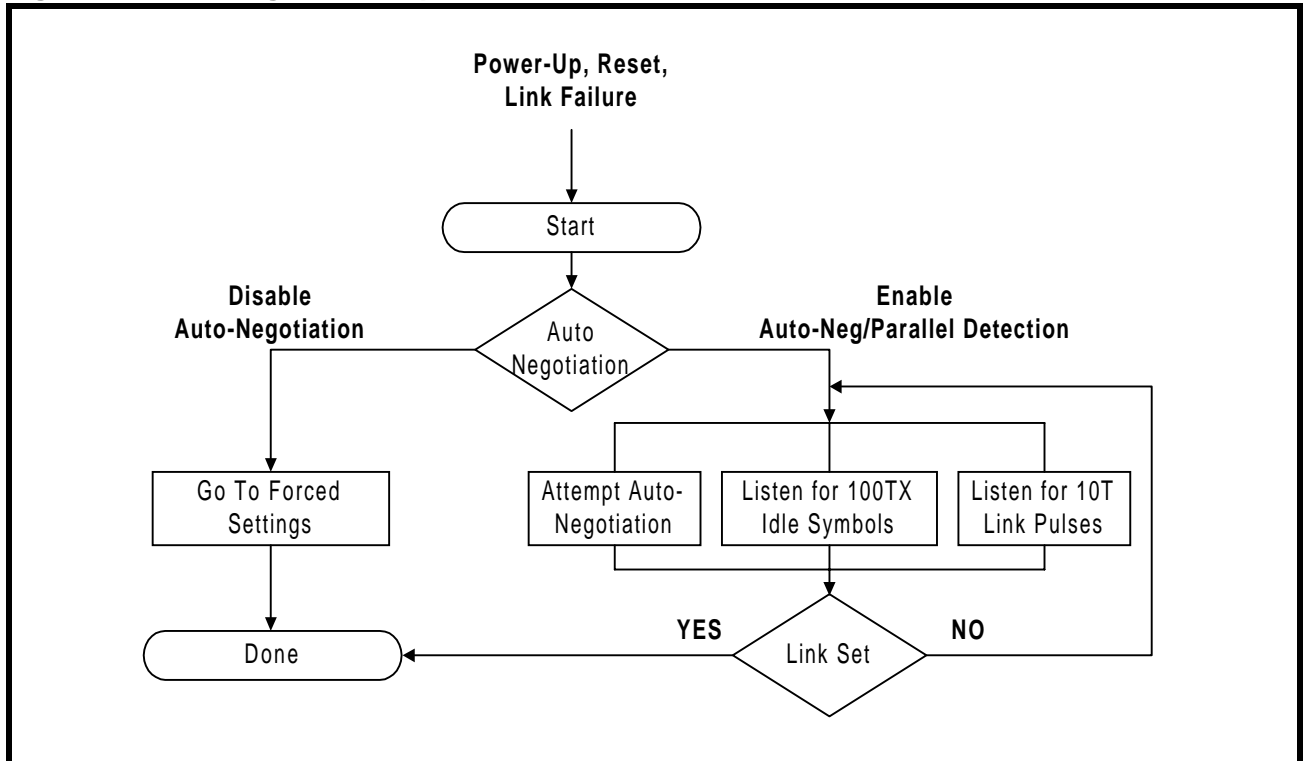 Power-Up, Reset,
Link Failure
Start
Disable
Auto-Negotiation
Auto
Negotiation
Enable
Auto-Neg/Parallel Detection
Go To Forced
Settings
Attempt Auto-
Negotiation
Listen for 100TX
Idle Symbols
Listen for 10T
Link Pulses
YES
NO
Link Set
Done